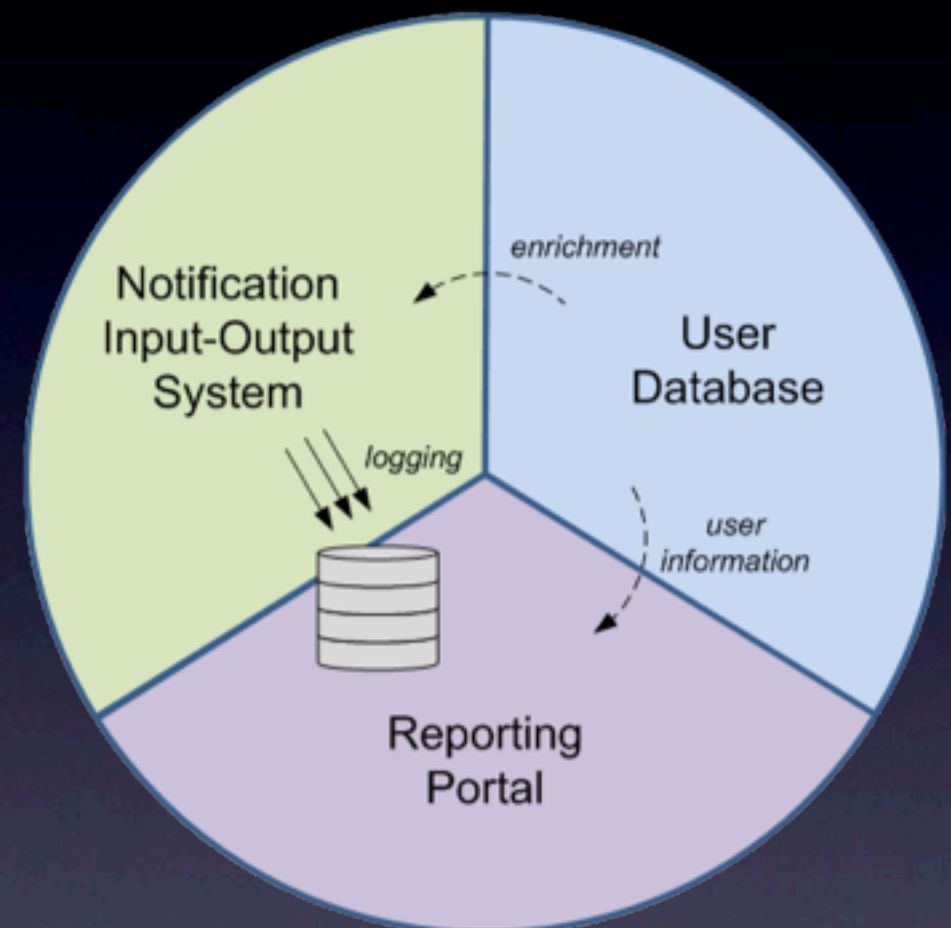 Notification
Input-Output
System
enrichment
User
Database
logging
user
information
Reporting
Portal